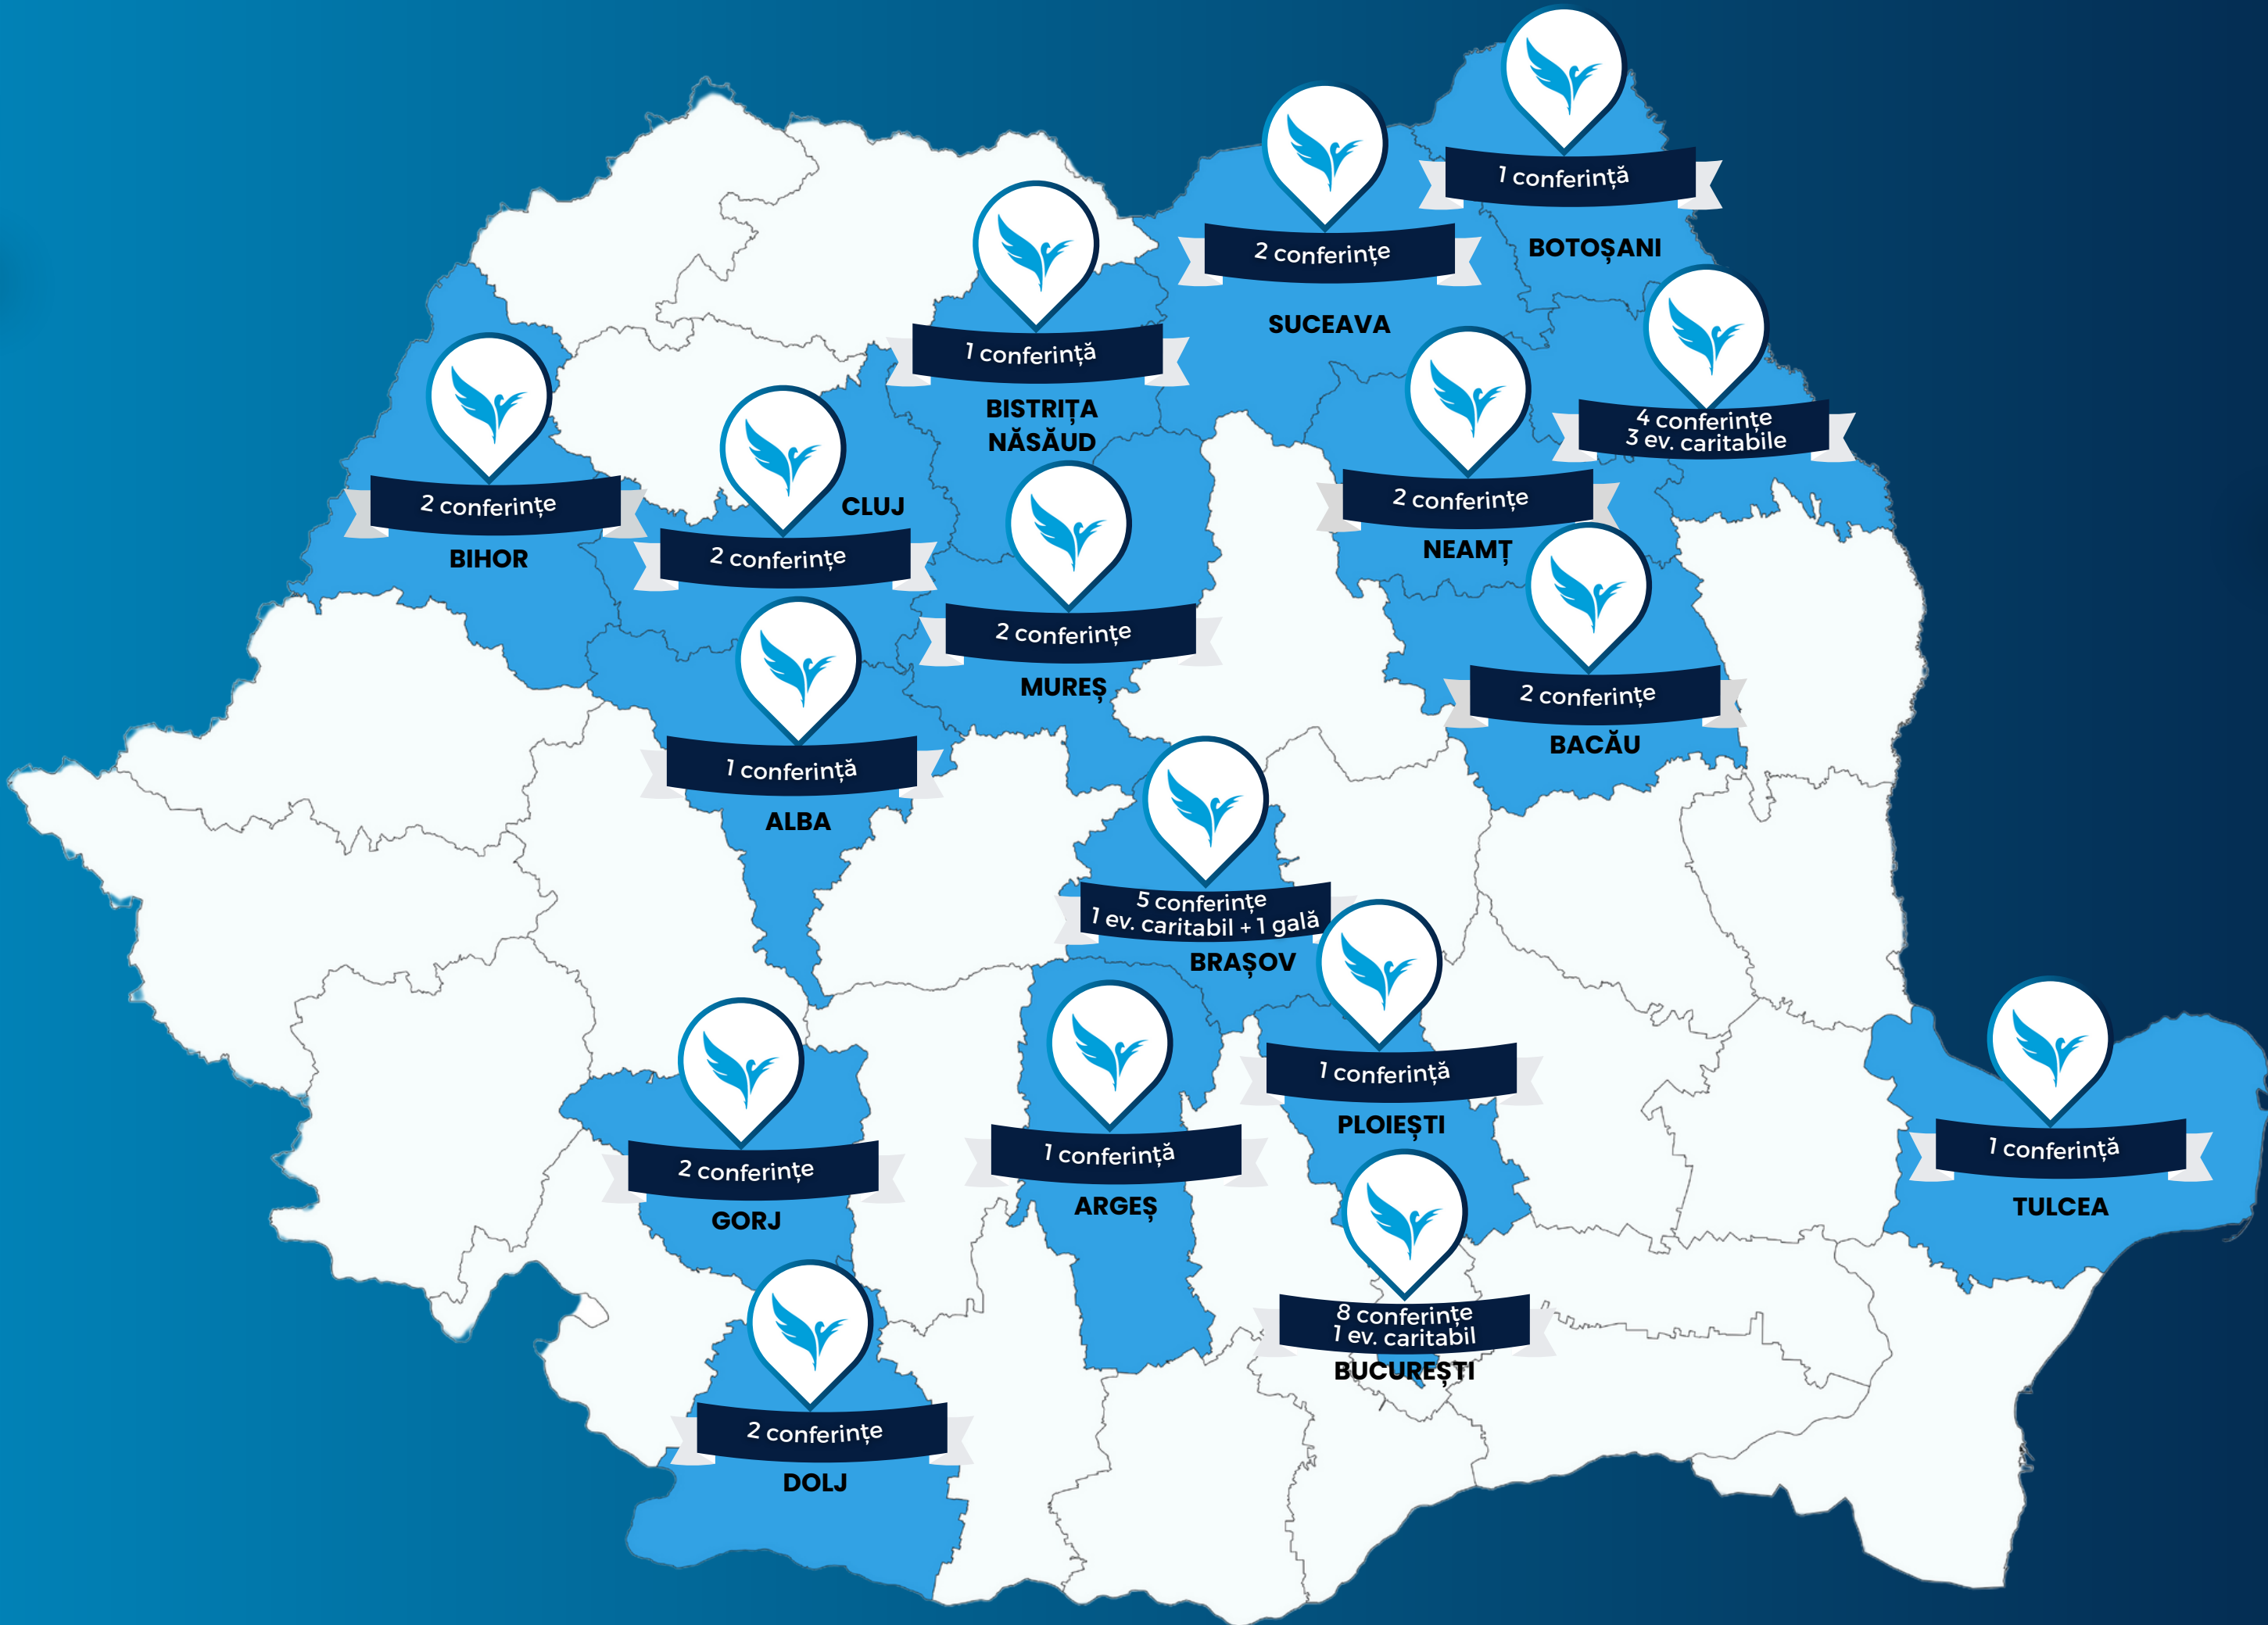 1 conferință
BOTOȘANI
2 conferințe
SUCEAVA
1 conferință
BISTRIȚA
NĂSĂUD
4 conferințe
3 ev. caritabile
2 conferințe
NEAMȚ
2 conferințe
BIHOR
CLUJ
2 conferințe
2 conferințe
MUREȘ
2 conferințe
BACĂU
1 conferință
ALBA
5 conferințe
1 ev. caritabil + 1 gală
BRAȘOV
1 conferință
PLOIEȘTI
2 conferințe
GORJ
1 conferință
ARGEȘ
1 conferință
TULCEA
8 conferințe
1 ev. caritabil
BUCUREȘTI
2 conferințe
DOLJ